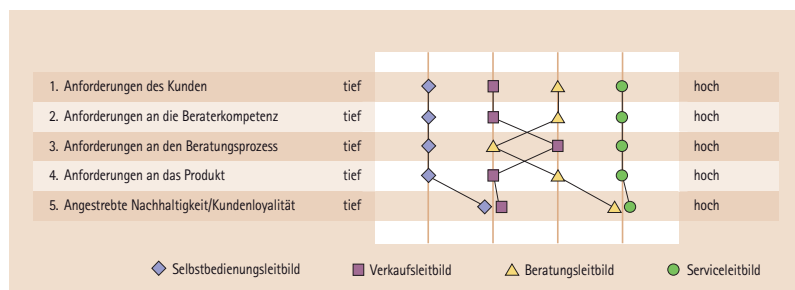 1. Anforderungen des Kunden tief hoch
2. Anforderungen an die Beraterkompetenz tief hoch
3. Anforderungen an den Beratungsprozess tief hoch
4. Anforderungen an das Produkt tief hoch
5. Angestrebte Nachhaltigkeit/Kundenloyalität tief hoch
Selbstbedienungsleitbild Verkaufsleitbild Beratungsleitbild Serviceleitbild